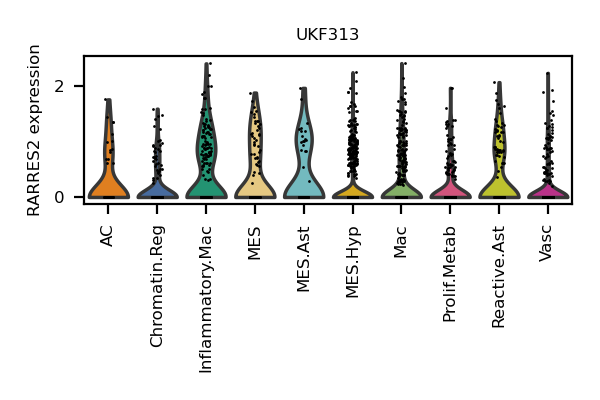 UKF313
RARRES2 expression
2
0
AC
Chromatin.Reg
Inflammatory.Mac
MES
MES.Ast
MES.Hyp
Mac
Prolif.Metab
Reactive.Ast
Vasc